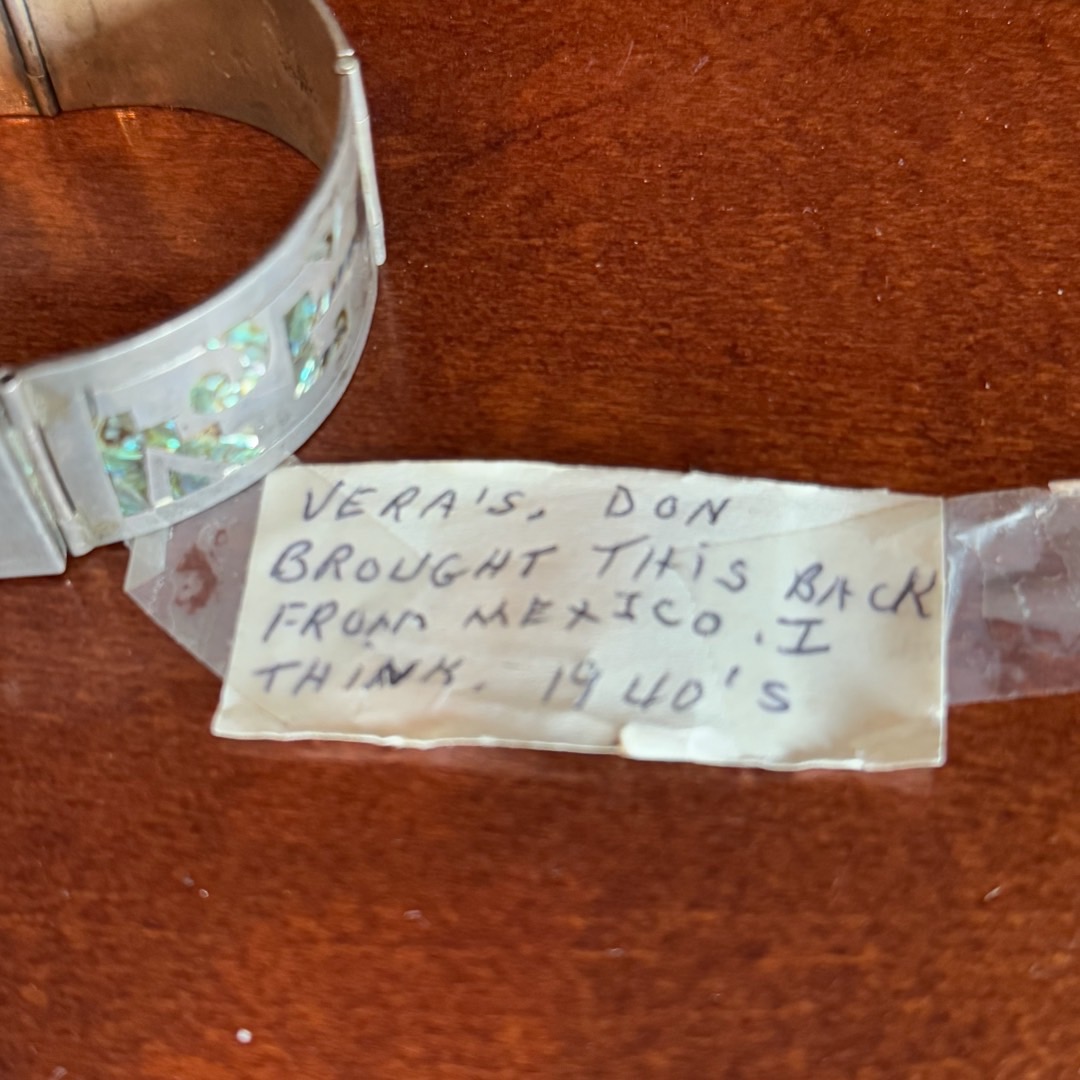 VERA'S, DON
BROUGHT THIS BACK
FROM MEXICO. I
THINK. 1940'S